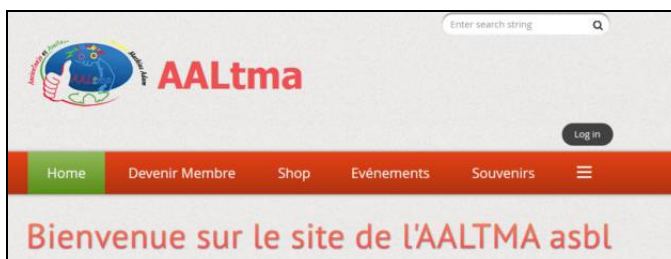 Enter search string
AALtma
Log in
Home Devenir Membre Shop Evénements Souvenirs
Bienvenue sur le site de l'AALTMA asbl